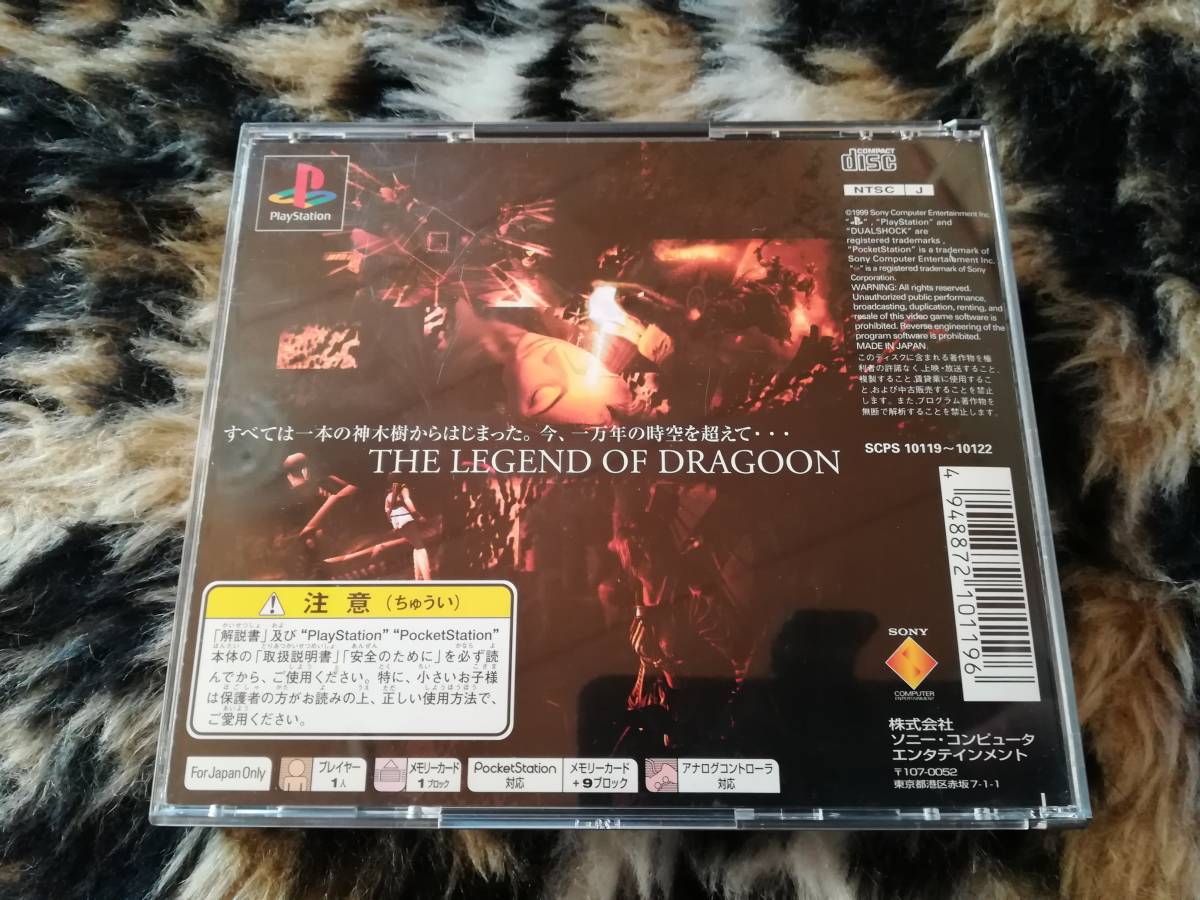 PlayStation
COMPACT
disc
NTSC J
©1999 Sony Computer Entertainment Inc.
" ", "PlayStation" and
"DUALSHOCK" are
registered trademarks,
"PocketStation" is a trademark of
Sony Computer Entertainment Inc.
" " is a registered trademark of Sony
Corporation.
WARNING: All rights reserved.
Unauthorized public performance,
broadcasting, duplication, renting, and
resale of this video game software is
prohibited. Reverse engineering of the
program software is prohibited.
MADE IN JAPAN.
このディスクに含まれる著作物を権
利者の許諾なく、上映・放送すること、
複製すること、賃貸業に使用するこ
と、および中古販売することを禁止
します。また、プログラム著作物を
無断で解析することを禁止します。
SCPS 10119～10122
すべては一本の神木樹からはじまった。今、一万年の時空を超えて・・・
THE LEGEND OF DRAGOON
4 948872 101196
注意(ちゅうい)
「解説書」及び"PlayStation" "PocketStation"
本体の「取扱説明書」「安全のために」を必ず読
んでから、ご使用ください。特に、小さいお子様
は保護者の方がお読みの上、正しい使用方法で、
ご愛用ください。
SONY
COMPUTER
ENTERTAINMENT
株式会社
ソニー・コンピュータ
エンタテインメント
〒107-0052
東京都港区赤坂7-1-1
For Japan Only
プレイヤー
1人
メモリーカード
1ブロック
PocketStation
対応
メモリーカード
+9ブロック
アナログコントローラ
対応